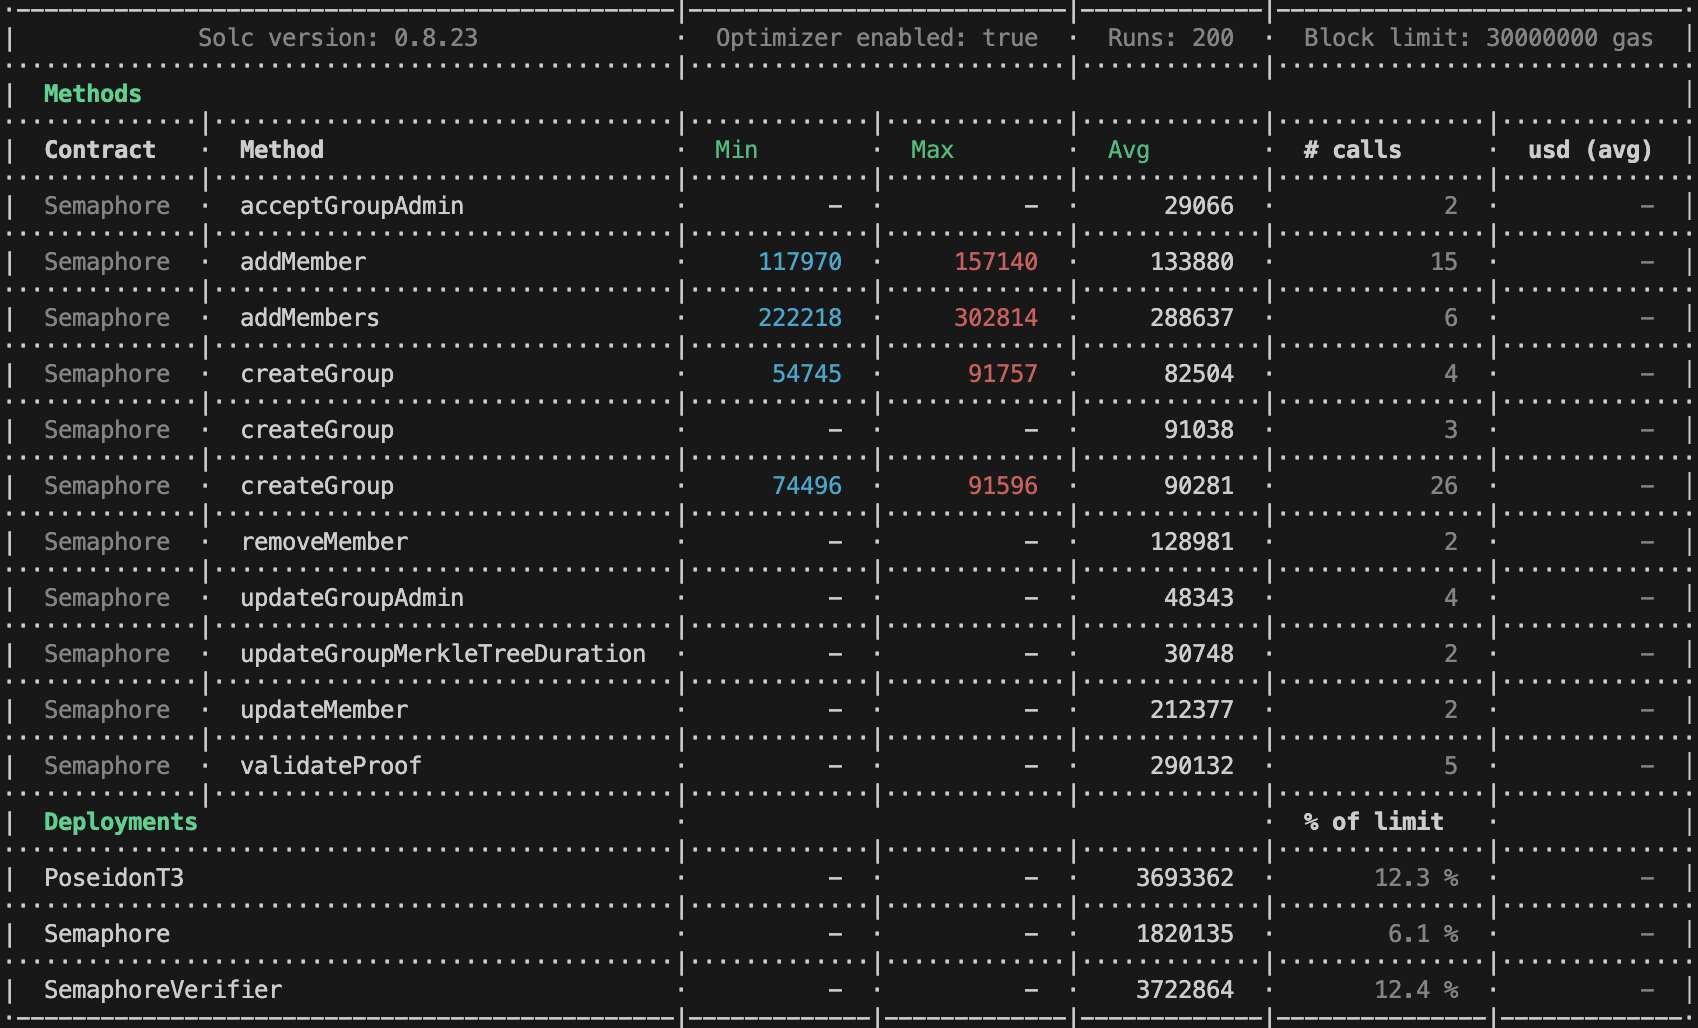 Solc version: 0.8.23 · Optimizer enabled: true · Runs: 200 · Block limit: 30000000 gas
Methods
Contract · Method · Min · Max · Avg · # calls · usd (avg)
Semaphore · acceptGroupAdmin · - · - · 29066 · 2 · -
Semaphore · addMember · 117970 · 157140 · 133880 · 15 · -
Semaphore · addMembers · 222218 · 302814 · 288637 · 6 · -
Semaphore · createGroup · 54745 · 91757 · 82504 · 4 · -
Semaphore · createGroup · - · - · 91038 · 3 · -
Semaphore · createGroup · 74496 · 91596 · 90281 · 26 · -
Semaphore · removeMember · - · - · 128981 · 2 · -
Semaphore · updateGroupAdmin · - · - · 48343 · 4 · -
Semaphore · updateGroupMerkleTreeDuration · - · - · 30748 · 2 · -
Semaphore · updateMember · - · - · 212377 · 2 · -
Semaphore · validateProof · - · - · 290132 · 5 · -
Deployments · · % of limit ·
PoseidonT3 · - · - · 3693362 · 12.3 % · -
Semaphore · - · - · 1820135 · 6.1 % · -
SemaphoreVerifier · - · - · 3722864 · 12.4 % · -